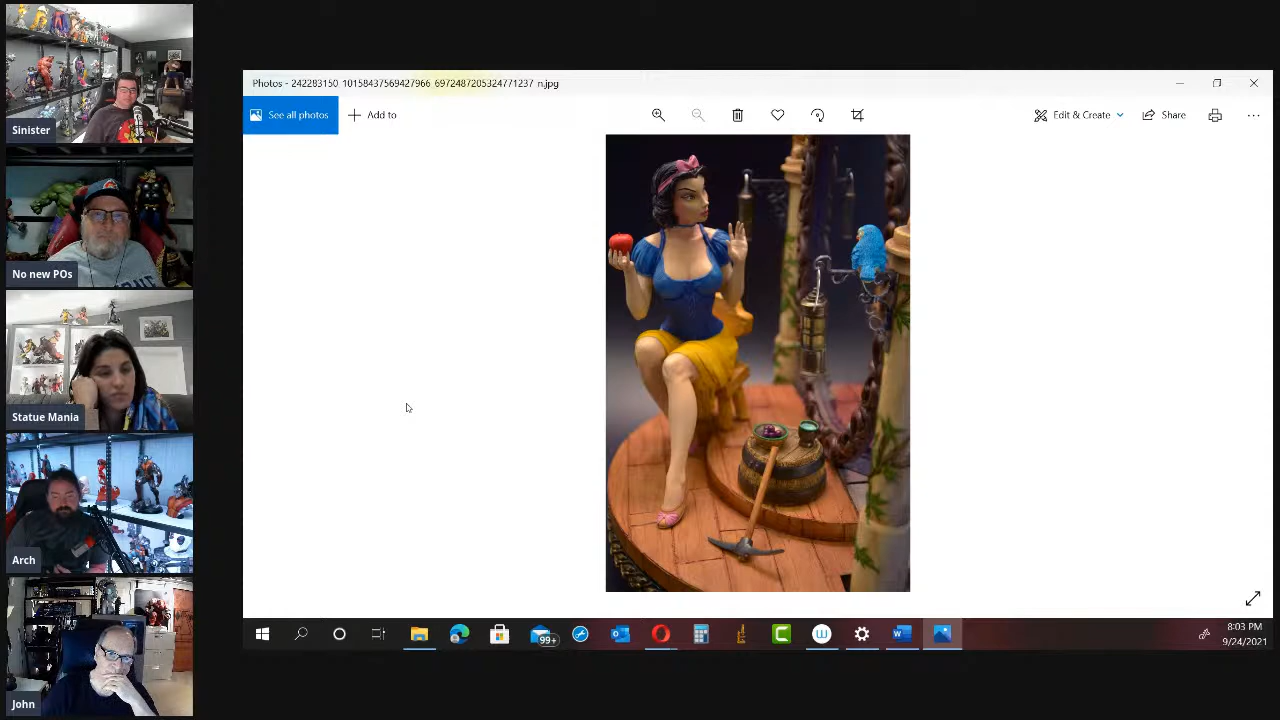 Sinister
No new POs
Statue Mania
Arch
John
Photos - 242283150_10158437569427966_6972487205324771237_n.jpg
See all photos
Add to
Edit & Create
Share
99+
8:03 PM
9/24/2021